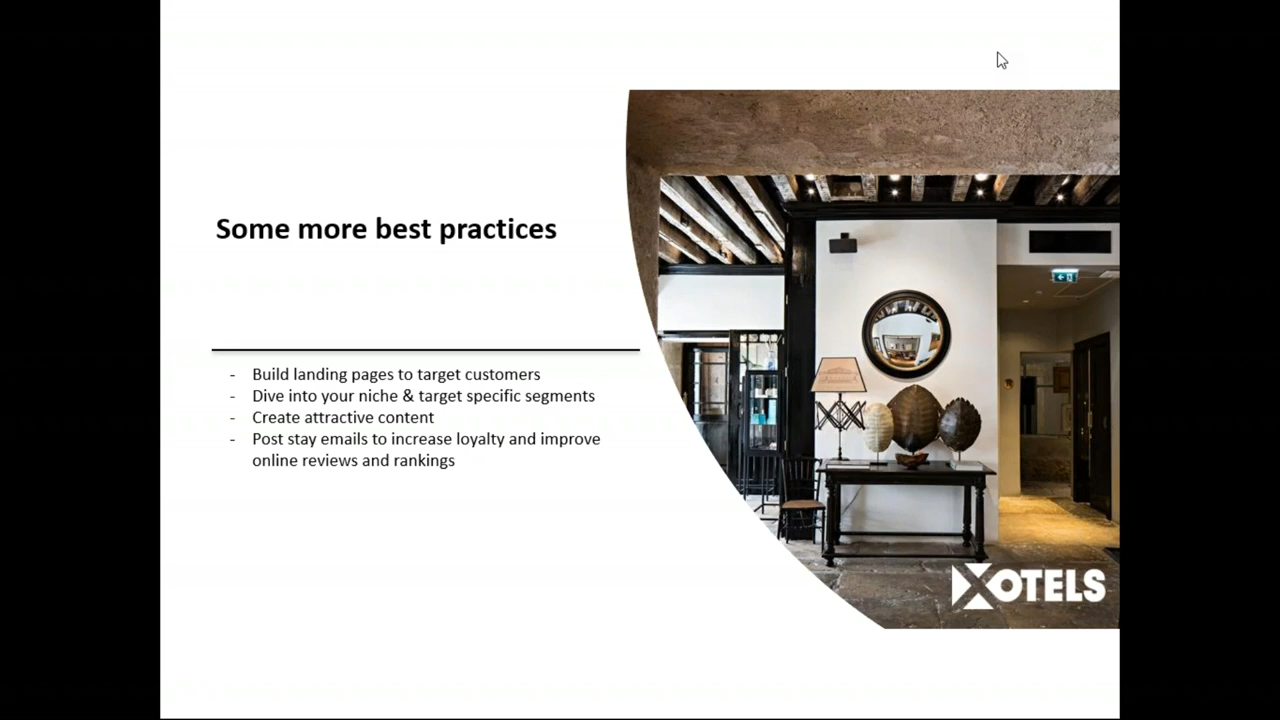 Some more best practices
- Build landing pages to target customers
- Dive into your niche & target specific segments
- Create attractive content
- Post stay emails to increase loyalty and improve
online reviews and rankings
XOTELS